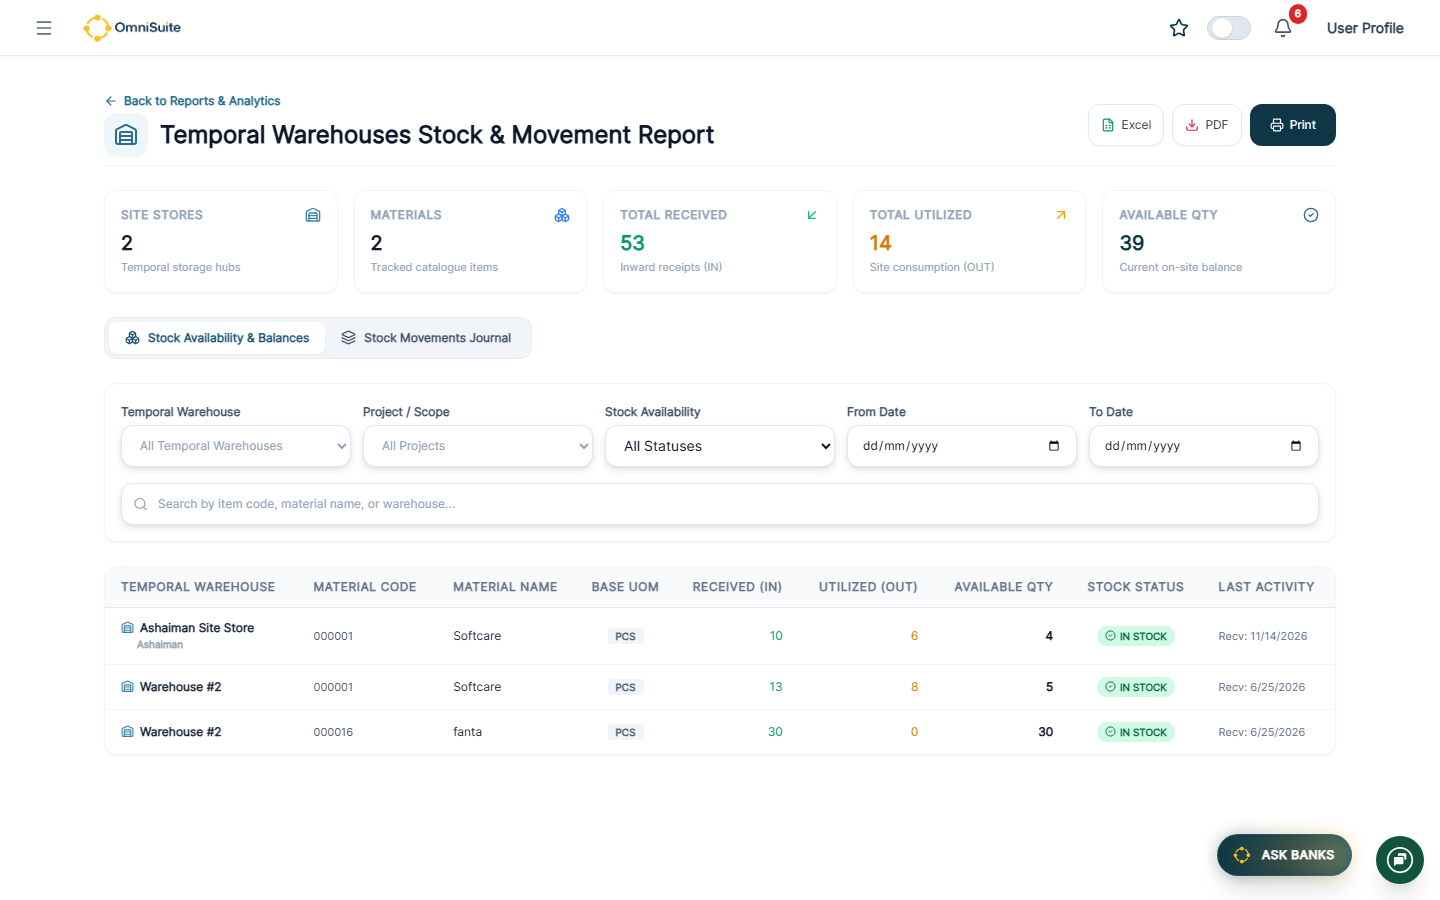 OmniSuite
6
User Profile
Back to Reports & Analytics
Temporal Warehouses Stock & Movement Report
Excel
PDF
Print
SITE STORES
2
Temporal storage hubs
MATERIALS
2
Tracked catalogue items
TOTAL RECEIVED
53
Inward receipts (IN)
TOTAL UTILIZED
14
Site consumption (OUT)
AVAILABLE QTY
39
Current on-site balance
Stock Availability & Balances
Stock Movements Journal
Temporal Warehouse
Project / Scope
Stock Availability
From Date
To Date
All Temporal Warehouses
All Projects
All Statuses
dd/mm/yyyy
dd/mm/yyyy
Search by item code, material name, or warehouse...
TEMPORAL WAREHOUSE MATERIAL CODE MATERIAL NAME BASE UOM RECEIVED (IN) UTILIZED (OUT) AVAILABLE QTY STOCK STATUS LAST ACTIVITY
Ashaiman Site Store 000001 Softcare PCS 10 6 4 IN STOCK Recv: 11/14/2026
Ashaiman
Warehouse #2 000001 Softcare PCS 13 8 5 IN STOCK Recv: 6/25/2026
Warehouse #2 000016 fanta PCS 30 0 30 IN STOCK Recv: 6/25/2026
ASK BANKS